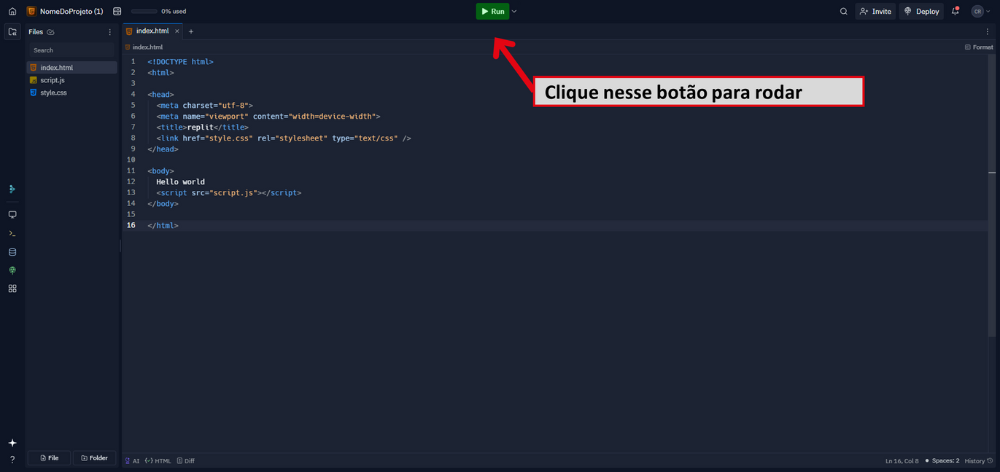 NomeDoProjeto (1)
0% used
Run
Invite
Deploy
CR
Files
index.html
index.html
Format
Search
index.html
script.js
style.css
1 <!DOCTYPE html>
2 <html>
3
4 <head>
5 <meta charset="utf-8">
6 <meta name="viewport" content="width=device-width">
7 <title>replit</title>
8 <link href="style.css" rel="stylesheet" type="text/css" />
9 </head>
10
11 <body>
12 Hello world
13 <script src="script.js"></script>
14 </body>
15
16 </html>
Clique nesse botão para rodar
File
Folder
AI
HTML
Diff
Ln 16, Col 8
Spaces: 2
History